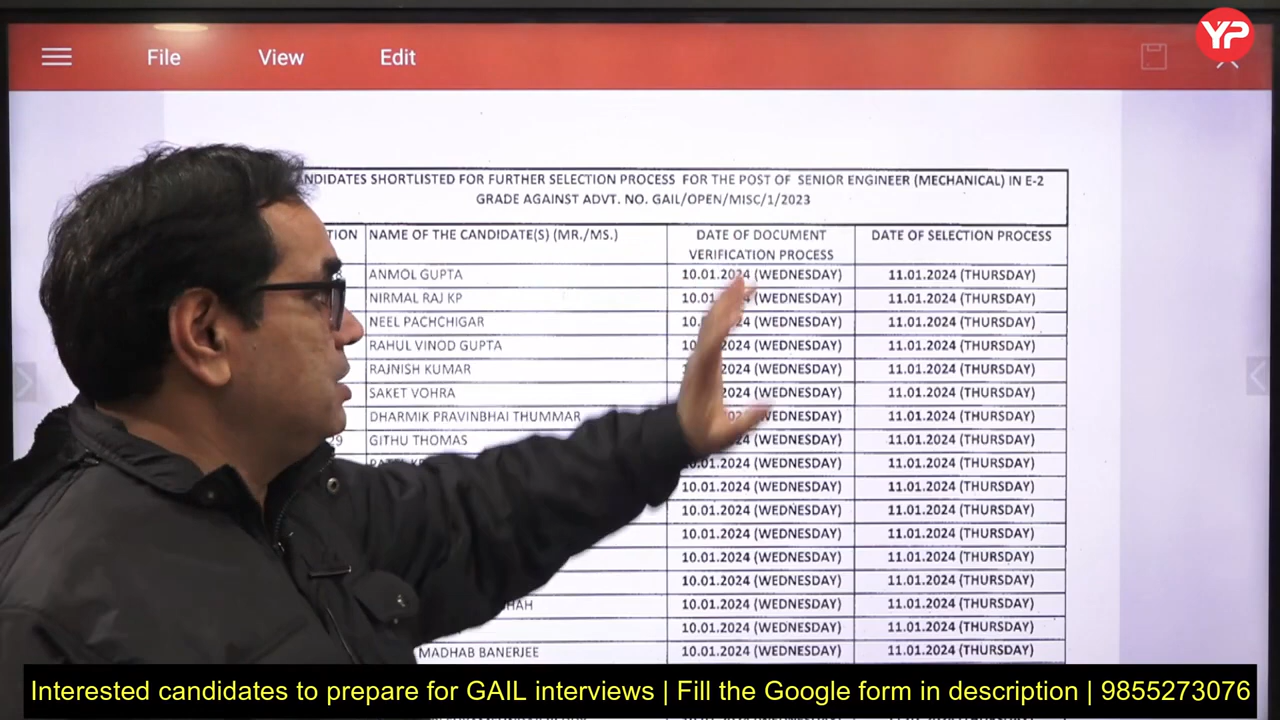 YP
File View Edit
ANDIDATES SHORTLISTED FOR FURTHER SELECTION PROCESS FOR THE POST OF SENIOR ENGINEER (MECHANICAL) IN E-2
GRADE AGAINST ADVT. NO. GAIL/OPEN/MISC/1/2023
TION NAME OF THE CANDIDATE(S) (MR./MS.) DATE OF DOCUMENT DATE OF SELECTION PROCESS
VERIFICATION PROCESS
ANMOL GUPTA 10.01.2024 (WEDNESDAY) 11.01.2024 (THURSDAY)
NIRMAL RAJ KP 10.01 24 (WEDNESDAY) 11.01.2024 (THURSDAY)
NEEL PACHCHIGAR 10. 24 (WEDNESDAY) 11.01.2024 (THURSDAY)
RAHUL VINOD GUPTA 10 2024 (WEDNESDAY) 11.01.2024 (THURSDAY)
RAJNISH KUMAR 2024 (WEDNESDAY) 11.01.2024 (THURSDAY)
SAKET VOHRA 2024 (WEDNESDAY) 11.01.2024 (THURSDAY)
DHARMIK PRAVINBHAI THUMMAR 2024 WEDNESDAY) 11.01.2024 (THURSDAY)
29 GITHU THOMAS 2024 (WEDNESDAY) 11.01.2024 (THURSDAY)
0.01.2024 (WEDNESDAY) 11.01.2024 (THURSDAY)
10.01.2024 (WEDNESDAY) 11.01.2024 (THURSDAY)
10.01.2024 (WEDNESDAY) 11.01.2024 (THURSDAY)
10.01.2024 (WEDNESDAY) 11.01.2024 (THURSDAY)
10.01.2024 (WEDNESDAY) 11.01.2024 (THURSDAY)
10.01.2024 (WEDNESDAY) 11.01.2024 (THURSDAY)
HAH 10.01.2024 (WEDNESDAY) 11.01.2024 (THURSDAY)
10.01.2024 (WEDNESDAY) 11.01.2024 (THURSDAY)
MADHAB BANERJEE 10.01.2024 (WEDNESDAY) 11.01.2024 (THURSDAY)
Interested candidates to prepare for GAIL interviews | Fill the Google form in description | 9855273076